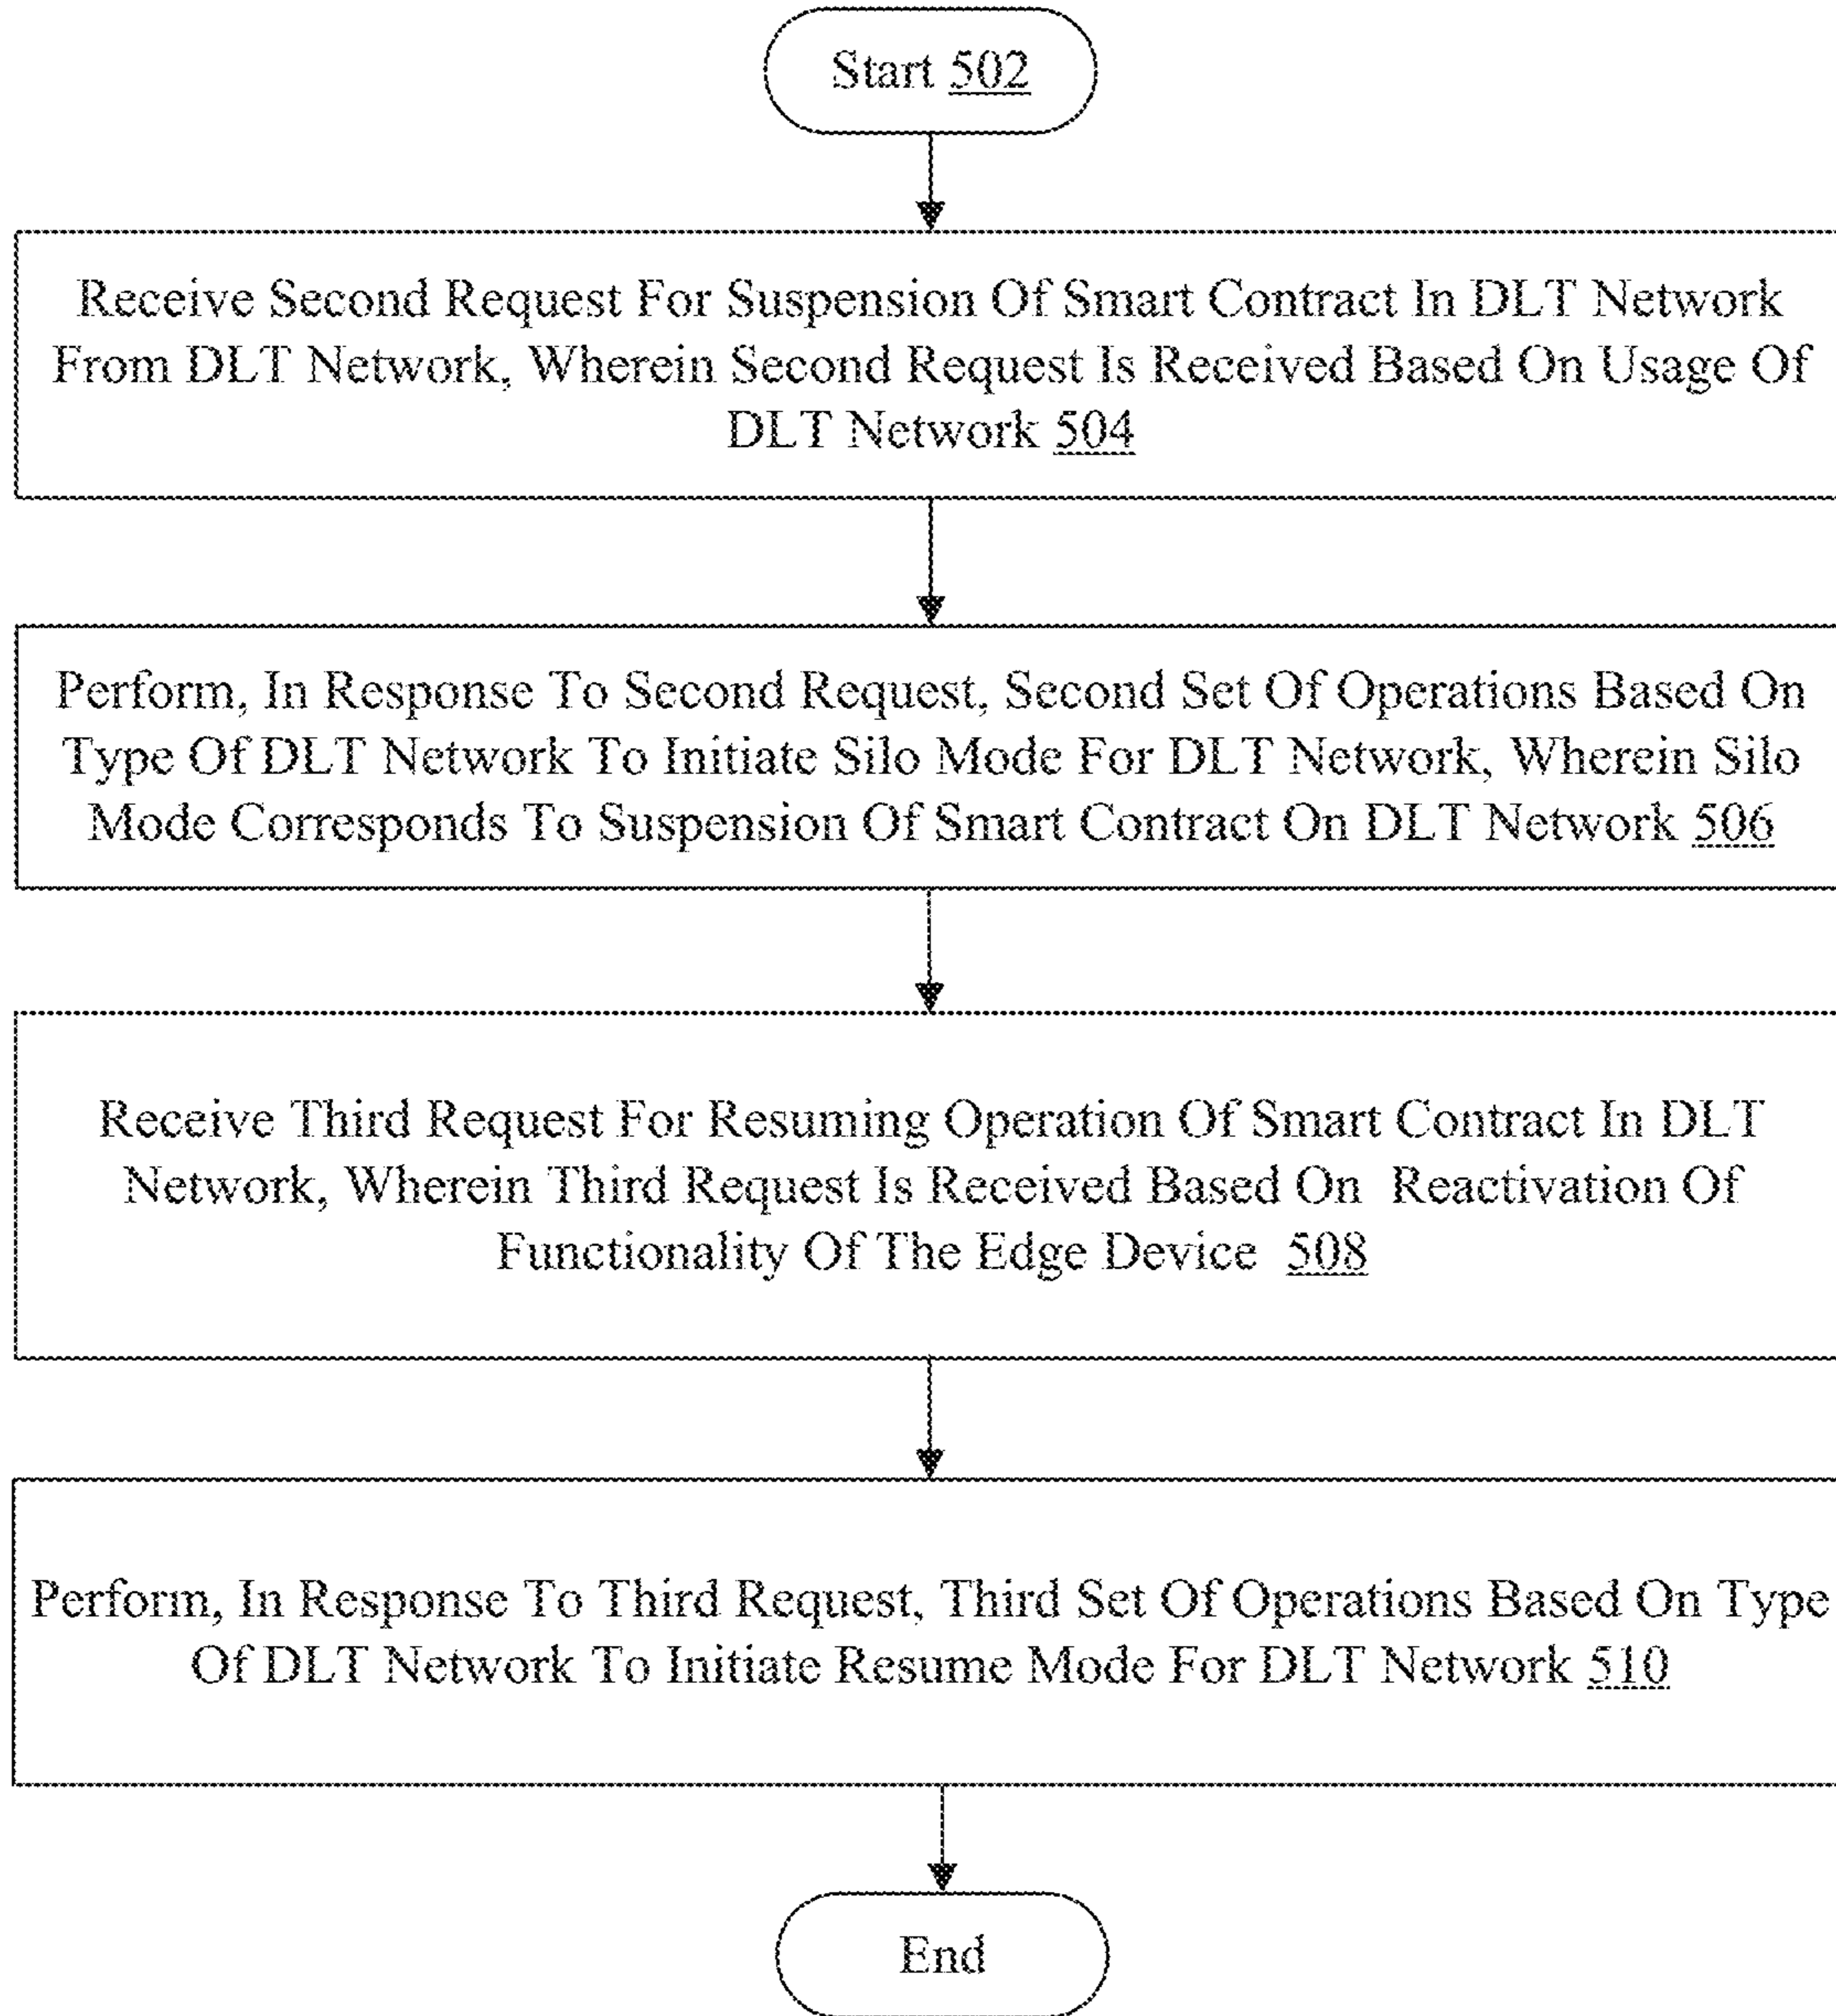 Start 502
Receive Second Request For Suspension Of Smart Contract In DLT Network
From DLT Network, Wherein Second Request Is Received Based On Usage Of
DLT Network 504
Perform, In Response To Second Request, Second Set Of Operations Based On
Type Of DLT Network To Initiate Silo Mode For DLT Network, Wherein Silo
Mode Corresponds To Suspension Of Smart Contract On DLT Network 506
Receive Third Request For Resuming Operation Of Smart Contract In DLT
Network, Wherein Third Request Is Received Based On Reactivation Of
Functionality Of The Edge Device 508
Perform, In Response To Third Request, Third Set Of Operations Based On Type
Of DLT Network To Initiate Resume Mode For DLT Network 510
End